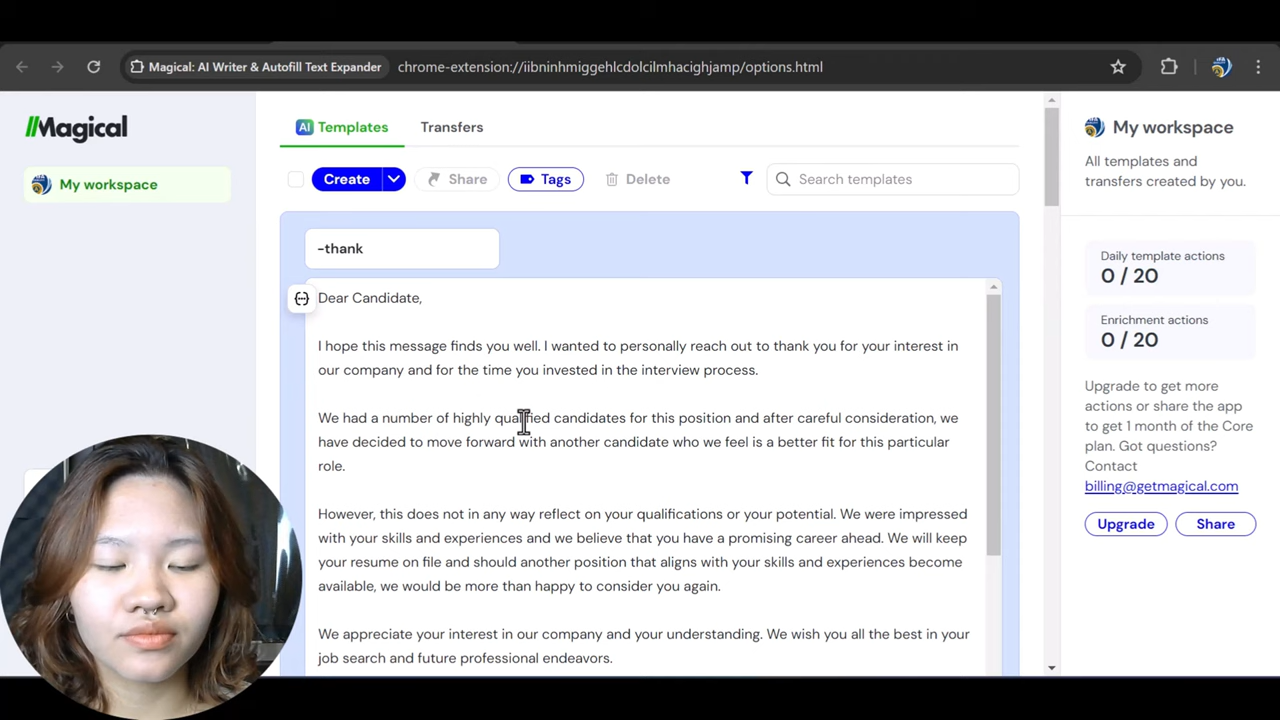 Magical: AI Writer & Autofill Text Expander
chrome-extension://iibninhmiggehlcdolcilmhacighjamp/options.html
//Magical
My workspace
AI Templates
Transfers
Create
Share
Tags
Delete
Search templates
-thank
Dear Candidate,
I hope this message finds you well. I wanted to personally reach out to thank you for your interest in
our company and for the time you invested in the interview process.
We had a number of highly qualified candidates for this position and after careful consideration, we
have decided to move forward with another candidate who we feel is a better fit for this particular
role.
However, this does not in any way reflect on your qualifications or your potential. We were impressed
with your skills and experiences and we believe that you have a promising career ahead. We will keep
your resume on file and should another position that aligns with your skills and experiences become
available, we would be more than happy to consider you again.
We appreciate your interest in our company and your understanding. We wish you all the best in your
job search and future professional endeavors.
My workspace
All templates and
transfers created by you.
Daily template actions
0 / 20
Enrichment actions
0 / 20
Upgrade to get more
actions or share the app
to get 1 month of the Core
plan. Got questions?
Contact
billing@getmagical.com
Upgrade
Share